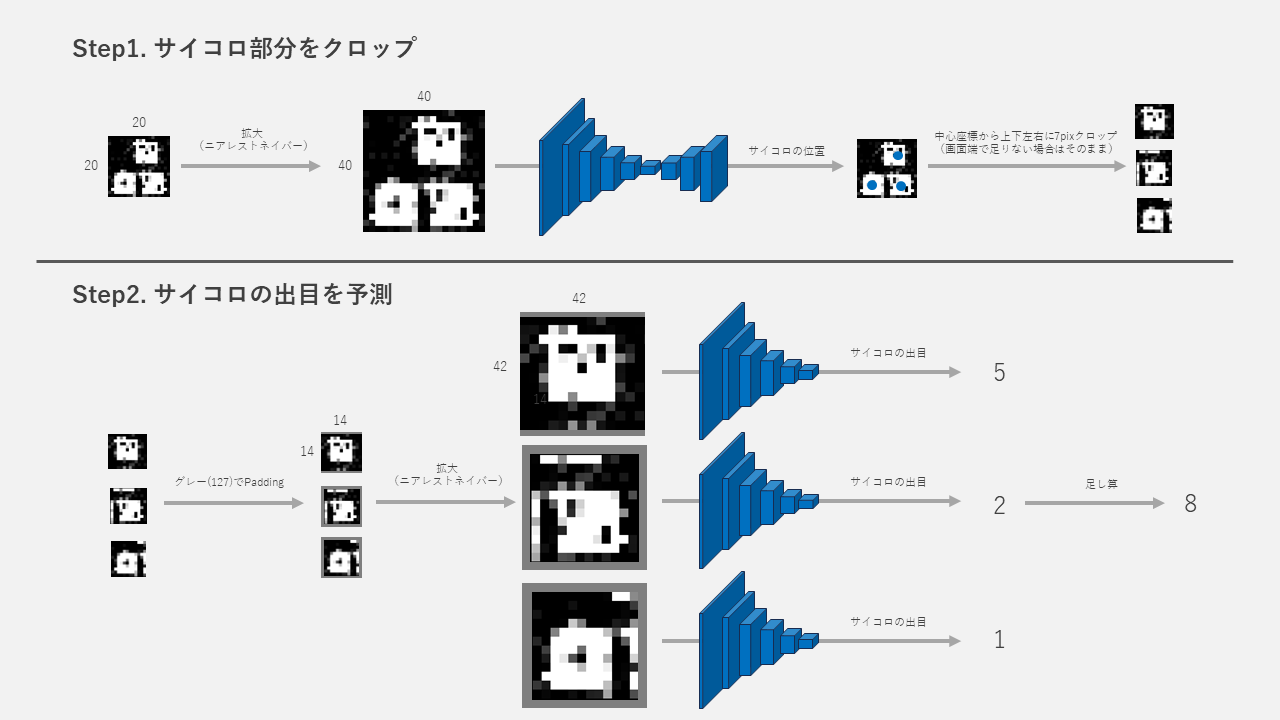 Step1. サイコロ部分をクロップ
20
20
拡大
（ニアレストネイバー）
40
40
サイコロの位置
中心座標から上下左右に7pixクロップ
（画面端で足りない場合はそのまま）
Step2. サイコロの出目を予測
グレー(127)でPadding
14
14
拡大
（ニアレストネイバー）
42
42
14
サイコロの出目
5
サイコロの出目
2
足し算
8
サイコロの出目
1